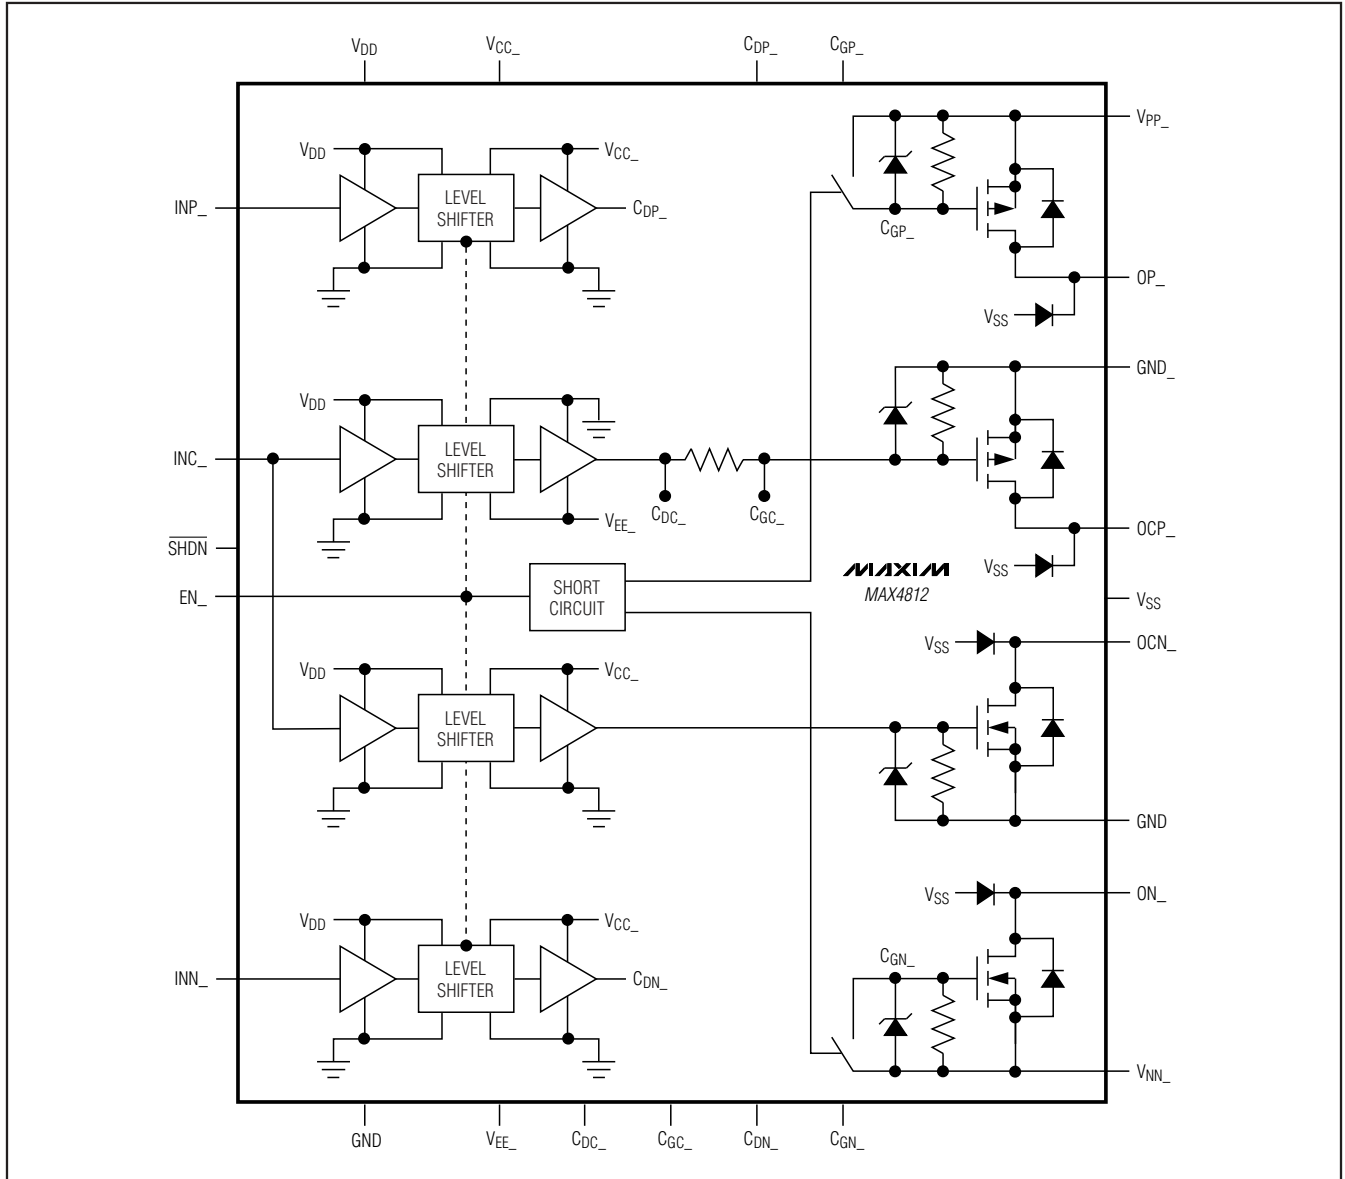 VDD VCC_ CDP_ CGP_
VPP_
VDD VCC_
INP_ LEVEL SHIFTER CDP_
CGP_
OP_
VSS
GND_
VDD
INC_ LEVEL SHIFTER
CDC_ CGC_
VEE_
OCP_
SHDN
VSS
MAXIM
MAX4812
EN_ SHORT CIRCUIT
VSS
VSS OCN_
VDD VCC_
LEVEL SHIFTER
GND
VSS ON_
VDD VCC_
CGN_
INN_ LEVEL SHIFTER CDN_
VNN_
GND VEE_ CDC_ CGC_ CDN_ CGN_